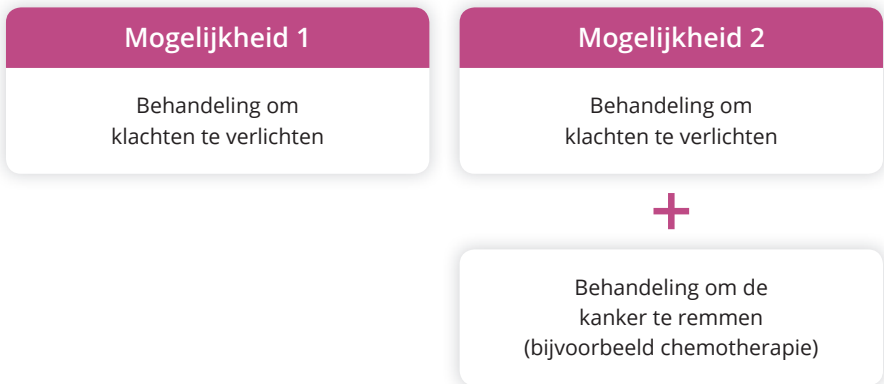 Mogelijkheid 1
Behandeling om
klachten te verlichten
Mogelijkheid 2
Behandeling om
klachten te verlichten
+
Behandeling om de
kanker te remmen
(bijvoorbeeld chemotherapie)